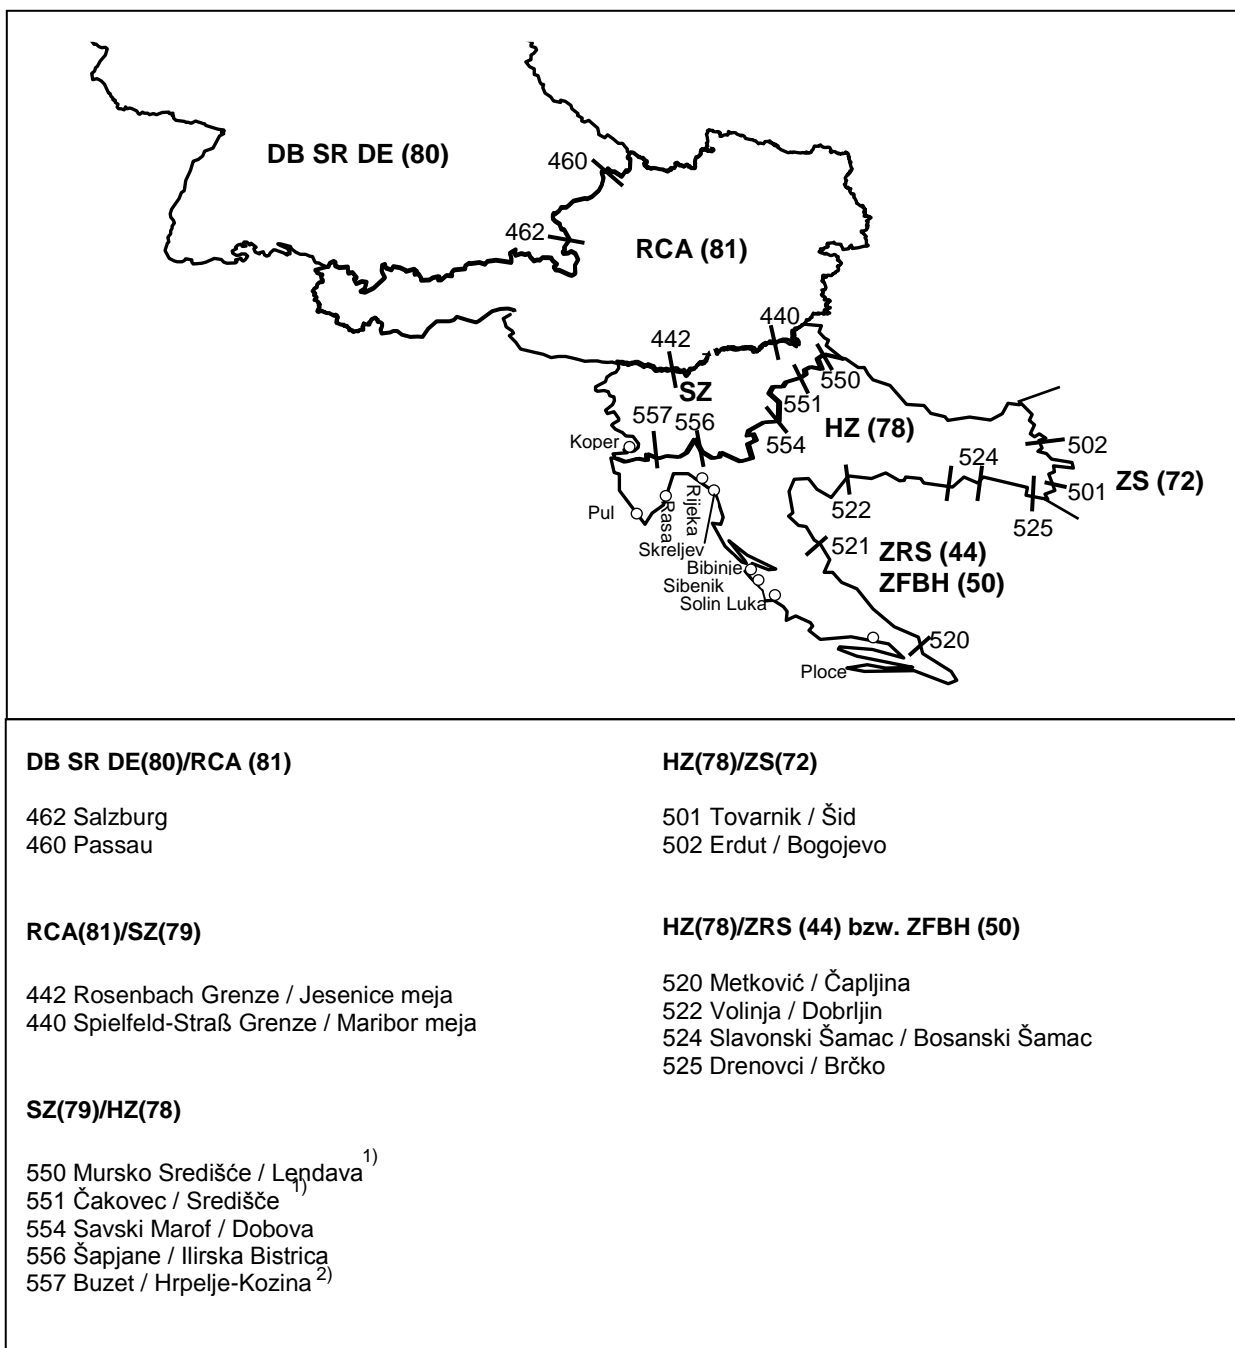 DB SR DE (80)
460
462
RCA (81)
440
442
SZ
550
551
557
556
554
HZ (78)
Koper
502
524
ZS (72)
501
522
525
Pul
Rasa
Rijeka
Skreljev
521
ZRS (44)
ZFBH (50)
Bibinje
Sibenik
Solin Luka
520
Ploce
DB SR DE(80)/RCA (81)
462 Salzburg
460 Passau
RCA(81)/SZ(79)
442 Rosenbach Grenze / Jesenice meja
440 Spielfeld-Straß Grenze / Maribor meja
SZ(79)/HZ(78)
550 Mursko Središće / Lendava 1)
551 Čakovec / Središče 1)
554 Savski Marof / Dobova
556 Šapjane / Ilirska Bistrica
557 Buzet / Hrpelje-Kozina 2)
HZ(78)/ZS(72)
501 Tovarnik / Šid
502 Erdut / Bogojevo
HZ(78)/ZRS (44) bzw. ZFBH (50)
520 Metković / Čapljina
522 Volinja / Dobrljin
524 Slavonski Šamac / Bosanski Šamac
525 Drenovci / Brčko